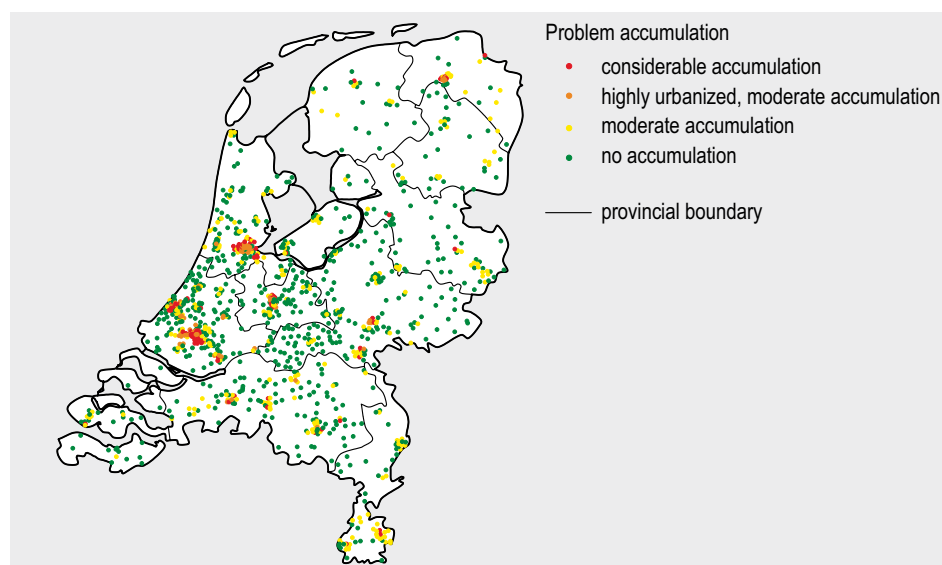 Problem accumulation
considerable accumulation
highly urbanized, moderate accumulation
moderate accumulation
no accumulation
provincial boundary